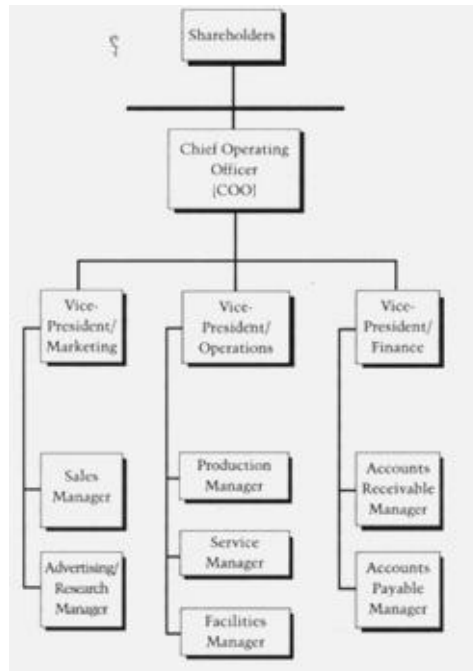 Shareholders
Chief Operating
Officer
[COO]
Vice-
President/
Marketing
Vice-
President/
Operations
Vice-
President/
Finance
Sales
Manager
Production
Manager
Accounts
Receivable
Manager
Advertising/
Research
Manager
Service
Manager
Accounts
Payable
Manager
Facilities
Manager